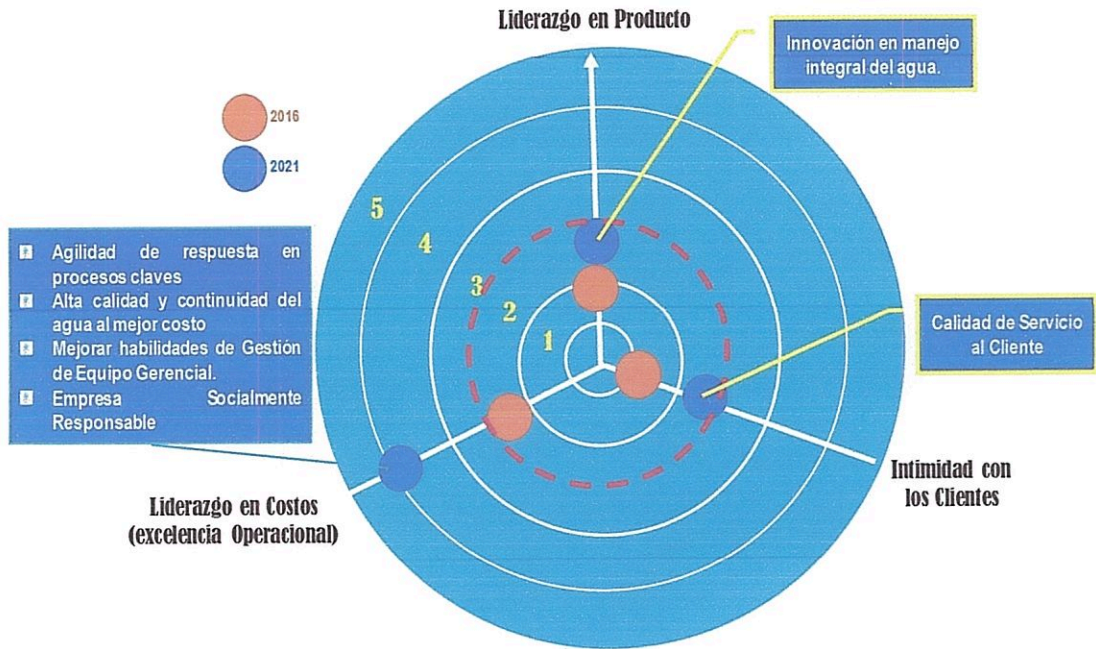 Liderazgo en Producto
Innovación en manejo
integral del agua.
2016
2021
5
4
3
2
1
Agilidad de respuesta en
procesos claves
Alta calidad y continuidad del
agua al mejor costo
Mejorar habilidades de Gestión
de Equipo Gerencial.
Empresa Socialmente
Responsable
Calidad de Servicio
al Cliente
Intimidad con
los Clientes
Liderazgo en Costos
(excelencia Operacional)